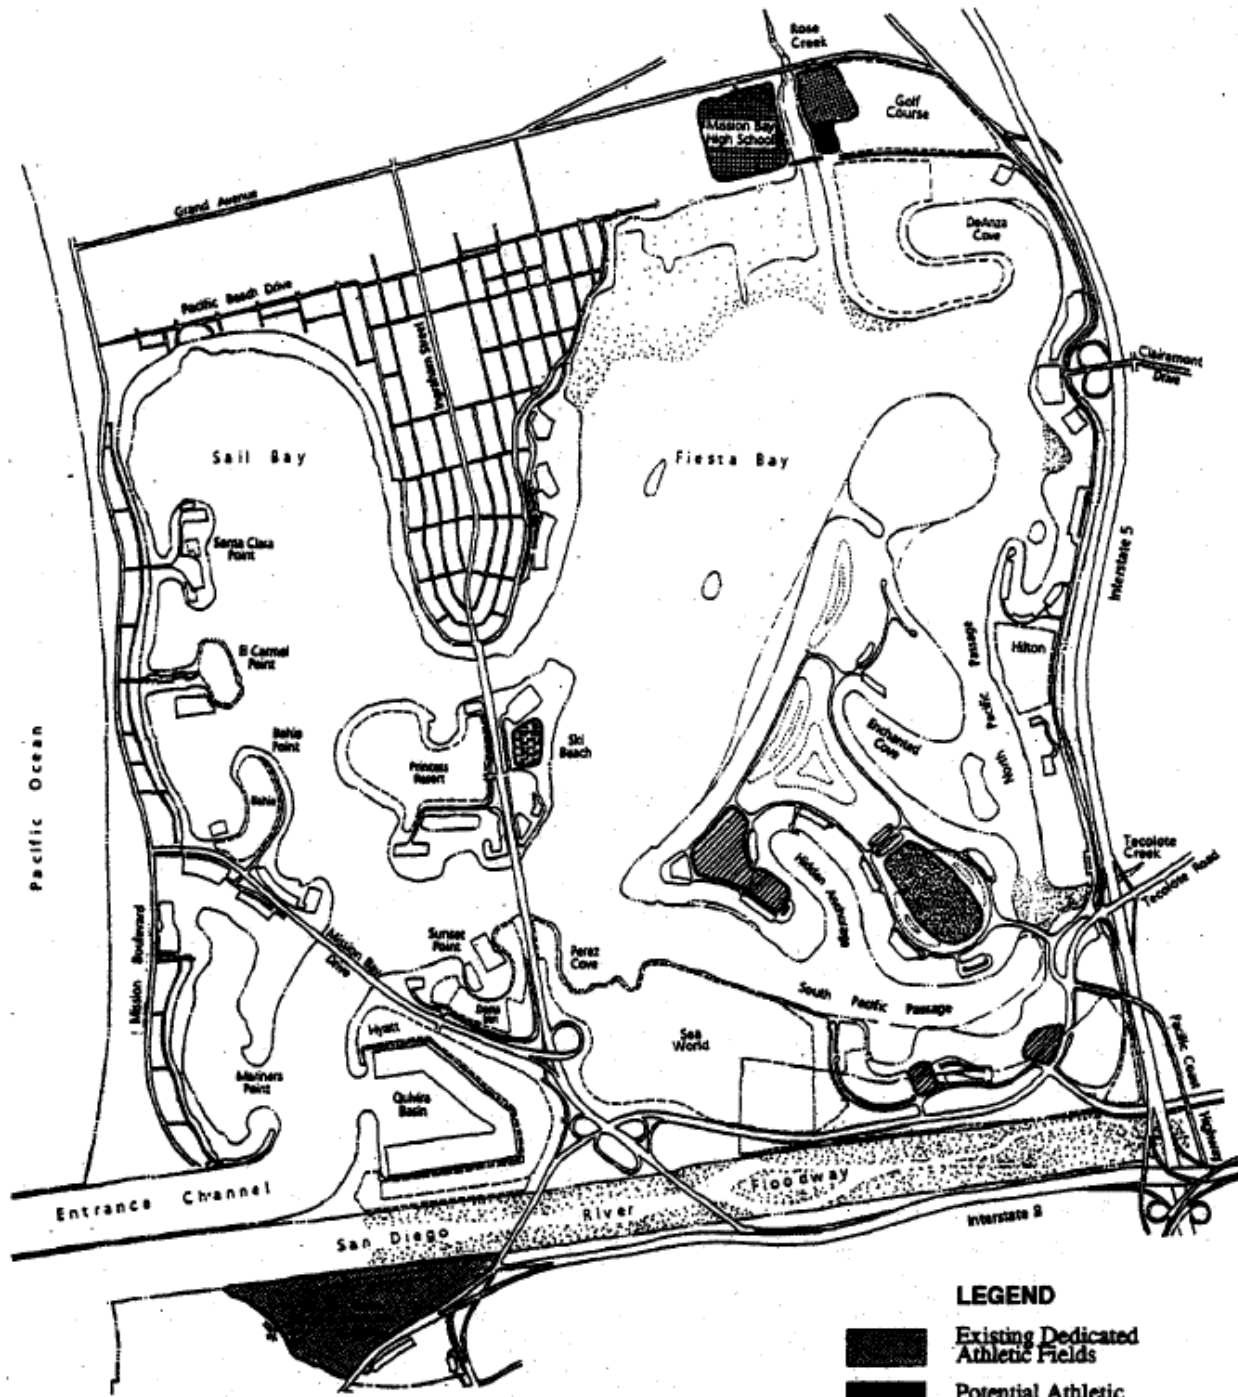 Rose
Creek
Golf
Course
Mission Bay
High School
Grand Avenue
DeAnza
Cove
Pacific Beach Drive
Ingraham Street
Clairemont
Drive
Sail Bay
Fiesta Bay
Santa Clara
Point
Interstate 5
El Carmel
Point
Hilton
North Pacific Passage
Pacific Ocean
Bahia
Point
Ski
Beach
Enchanted
Cove
Princess
Resort
Bahia
Tecolote
Creek
Tecolote Road
Hidden Anchorage
Mission Boulevard
Mission Bay
Drive
Sunset
Point
Perez
Cove
South Pacific Passage
Dana
Hyatt
Sea
World
Pacific Coast Highway
Mariners
Point
Quivira
Basin
Entrance Channel
San Diego River Floodway
Interstate 8
LEGEND
Existing Dedicated
Athletic Fields
Potential Athletic